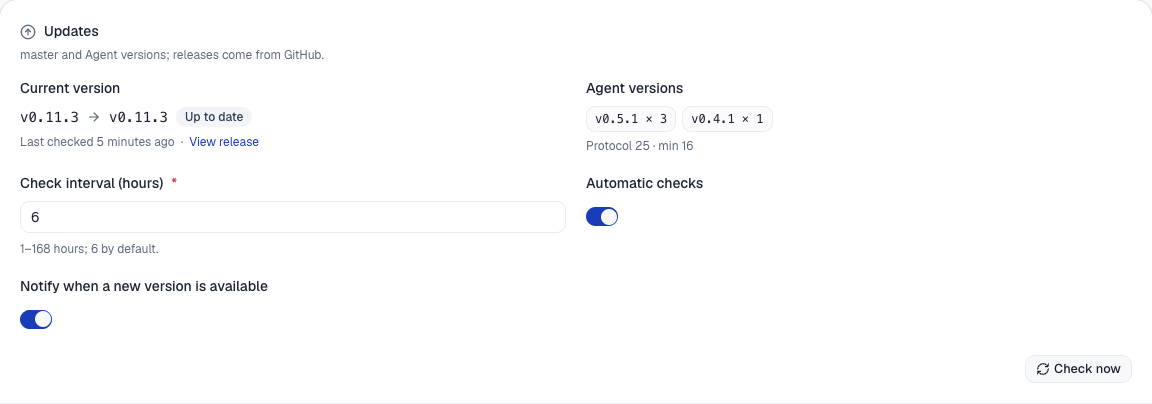 Updates
master and Agent versions; releases come from GitHub.
Current version
v0.11.3 → v0.11.3 Up to date
Last checked 5 minutes ago · View release
Agent versions
v0.5.1 × 3 v0.4.1 × 1
Protocol 25 · min 16
Check interval (hours) *
6
1–168 hours; 6 by default.
Automatic checks
Notify when a new version is available
Check now